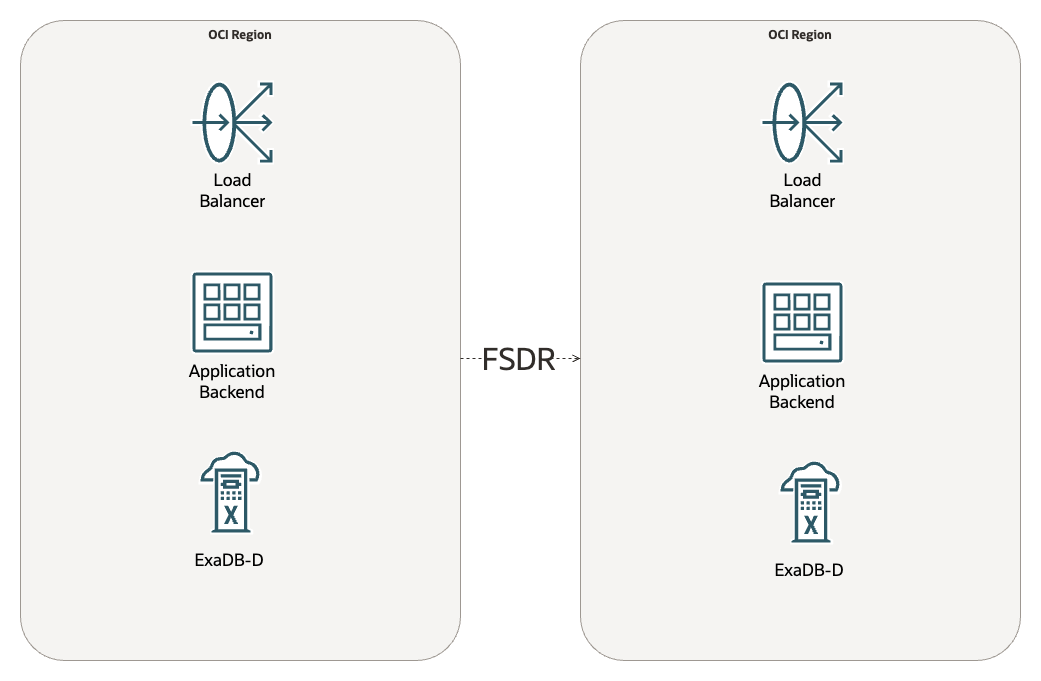 OCI Region
Load
Balancer
Application
Backend
X
ExaDB-D
FSDR
OCI Region
Load
Balancer
Application
Backend
X
ExaDB-D